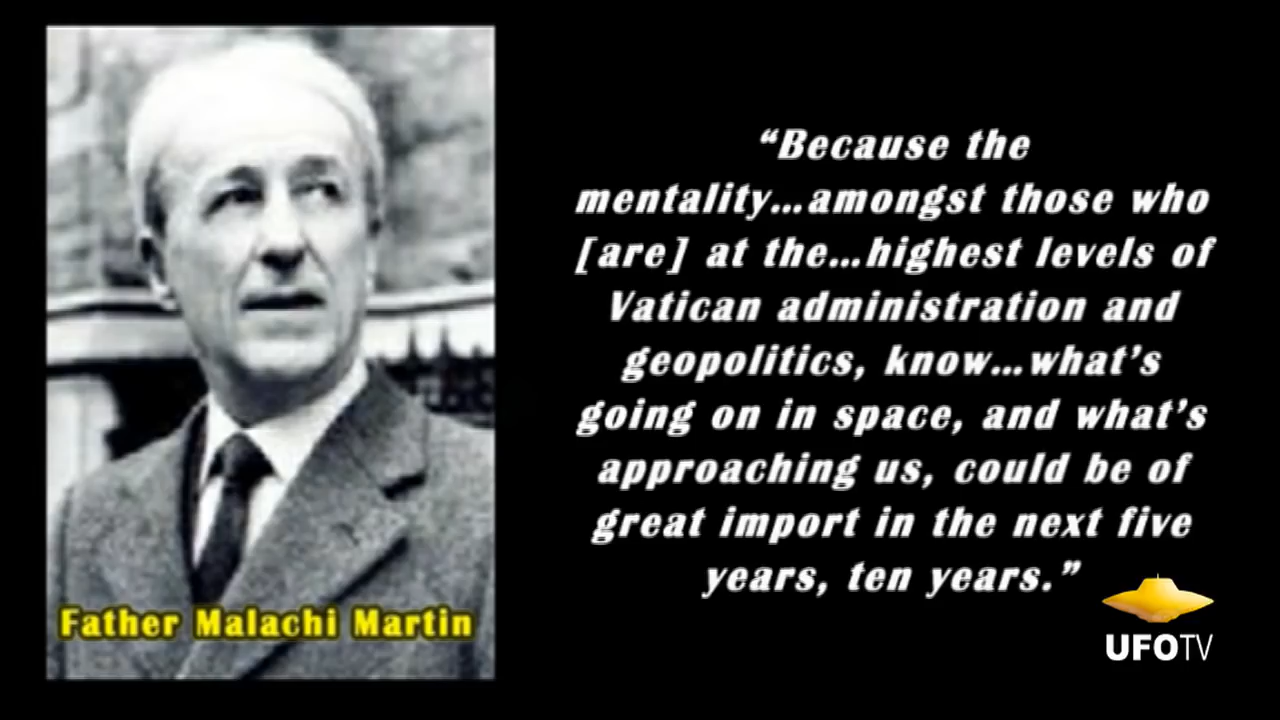 Father Malachi Martin
“Because the
mentality...amongst those who
[are] at the...highest levels of
Vatican administration and
geopolitics, know...what’s
going on in space, and what’s
approaching us, could be of
great import in the next five
years, ten years.”
UFOTV